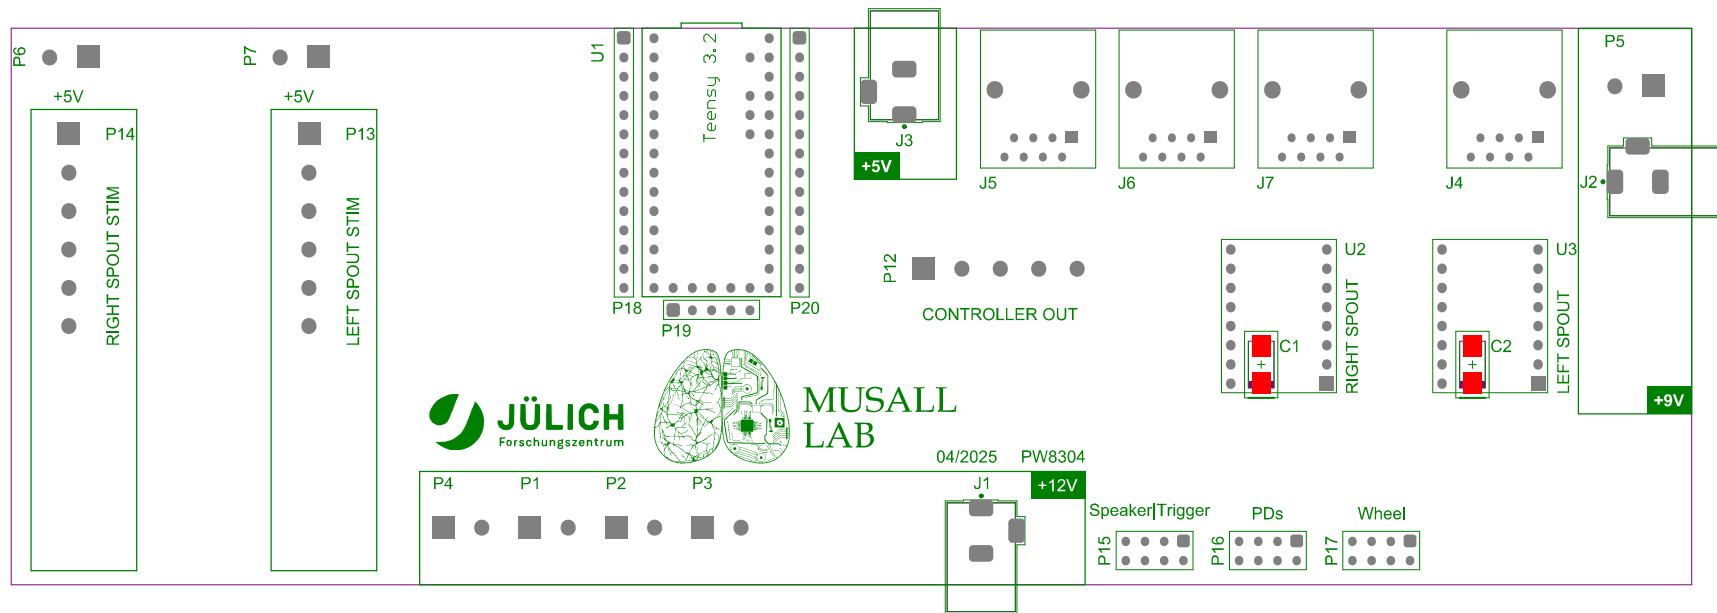 P6
P7
U1
Teensy 3.2
P5
+5V
+5V
P14
P13
J3
+5V
J5
J6
J7
J4
J2
RIGHT SPOUT STIM
LEFT SPOUT STIM
P12
U2
U3
P18
P20
P19
CONTROLLER OUT
C1
+
RIGHT SPOUT
C2
+
LEFT SPOUT
+9V
JÜLICH
Forschungszentrum
MUSALL
LAB
04/2025 PW8304
P4
P1
P2
P3
J1
+12V
Speaker|Trigger
PDs
Wheel
P15
P16
P17